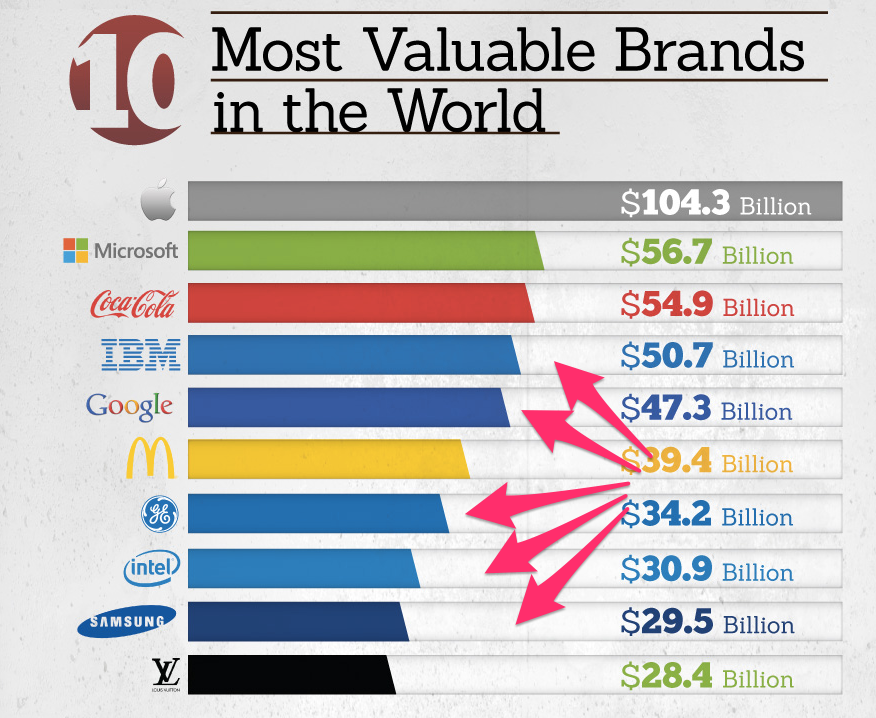 10
Most Valuable Brands
in the World
$104.3 Billion
Microsoft $56.7 Billion
Coca-Cola $54.9 Billion
IBM $50.7 Billion
Google $47.3 Billion
$39.4 Billion
GE $34.2 Billion
intel $30.9 Billion
SAMSUNG $29.5 Billion
LV
LOUIS VUITTON $28.4 Billion